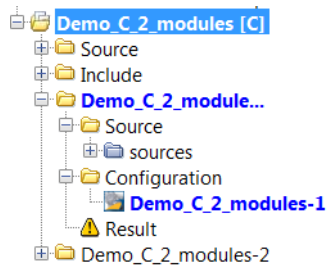 Demo_C_2_modules [C]
Source
Include
Demo_C_2_module...
Source
sources
Configuration
Demo_C_2_modules-1
Result
Demo_C_2_modules-2